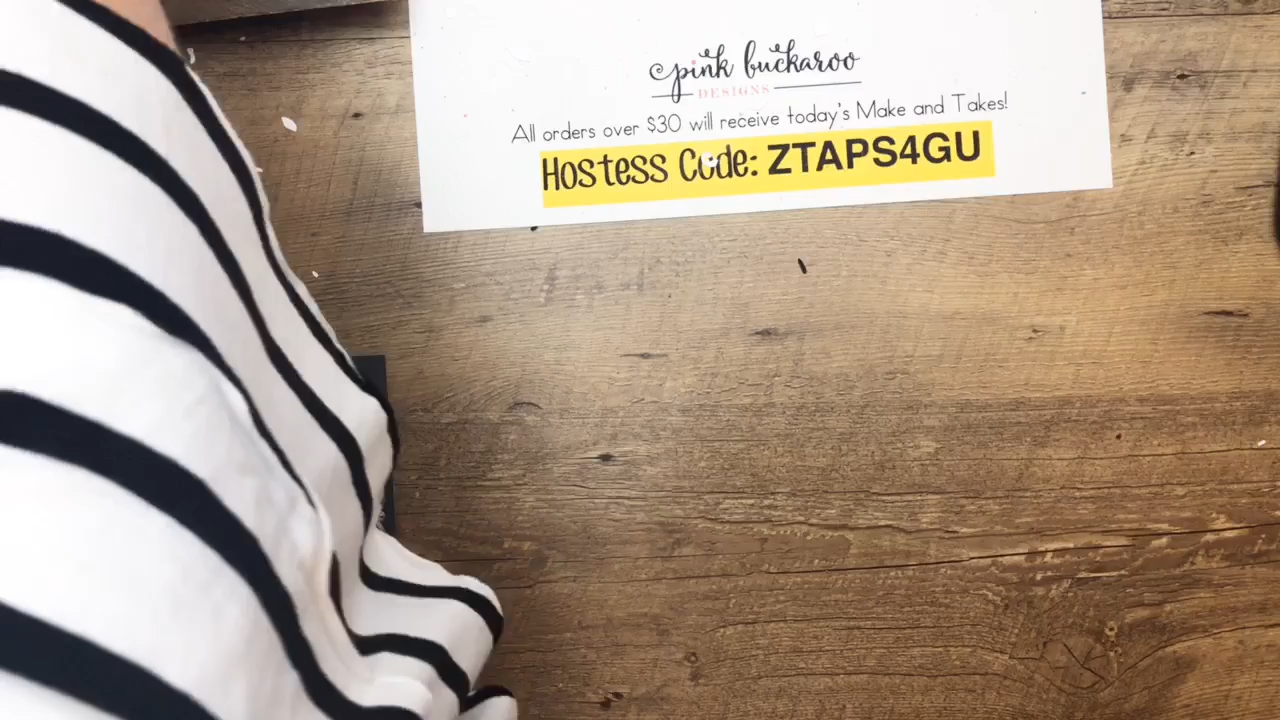 pink buckaroo
DESIGNS
All orders over $30 will receive today's Make and Takes!
Hostess Code: ZTAPS4GU